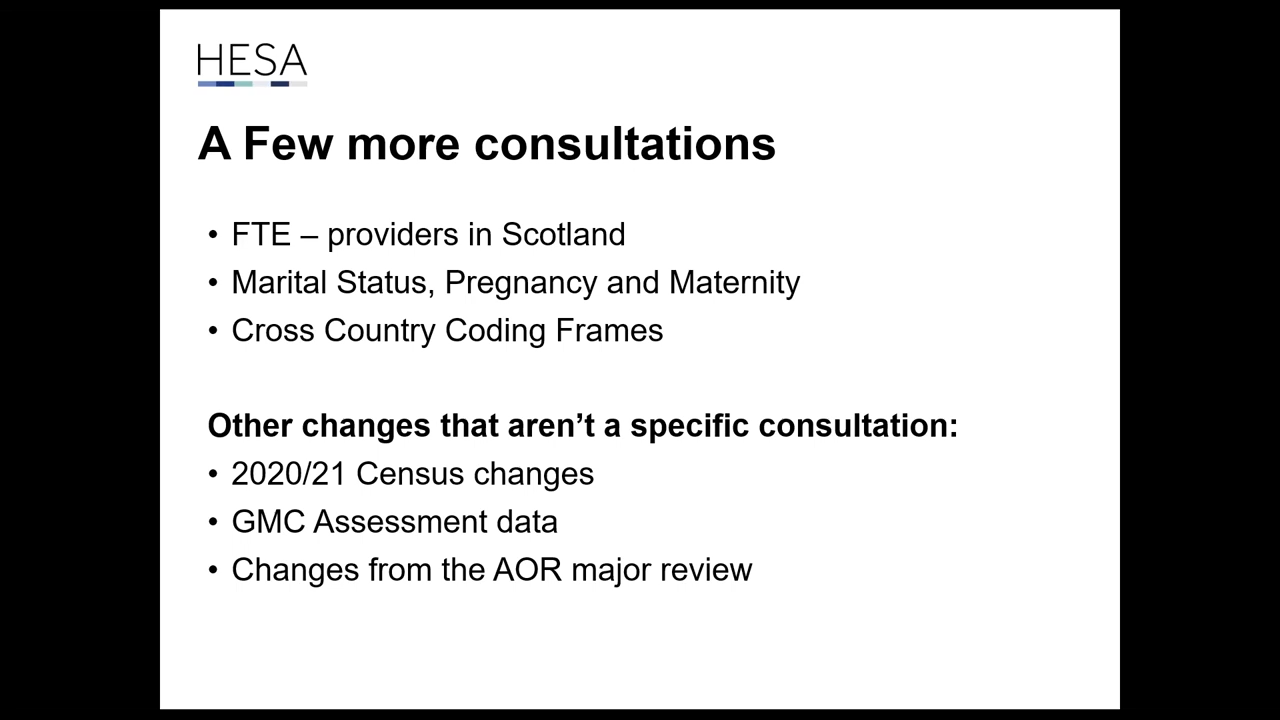 HESA
A Few more consultations
• FTE – providers in Scotland
• Marital Status, Pregnancy and Maternity
• Cross Country Coding Frames
Other changes that aren’t a specific consultation:
• 2020/21 Census changes
• GMC Assessment data
• Changes from the AOR major review